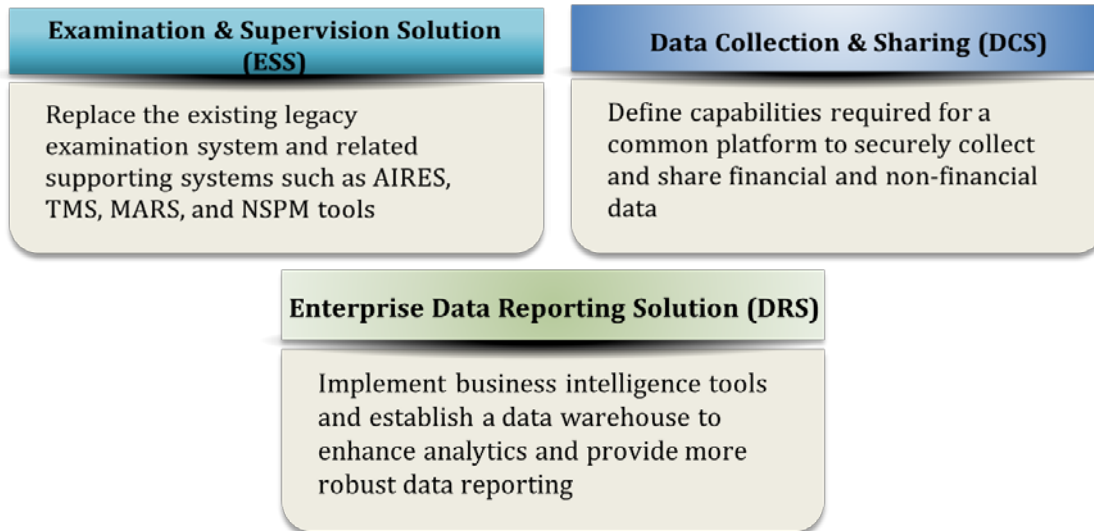 Examination & Supervision Solution
(ESS)
Replace the existing legacy
examination system and related
supporting systems such as AIRES,
TMS, MARS, and NSPM tools
Data Collection & Sharing (DCS)
Define capabilities required for a
common platform to securely collect
and share financial and non-financial
data
Enterprise Data Reporting Solution (DRS)
Implement business intelligence tools
and establish a data warehouse to
enhance analytics and provide more
robust data reporting